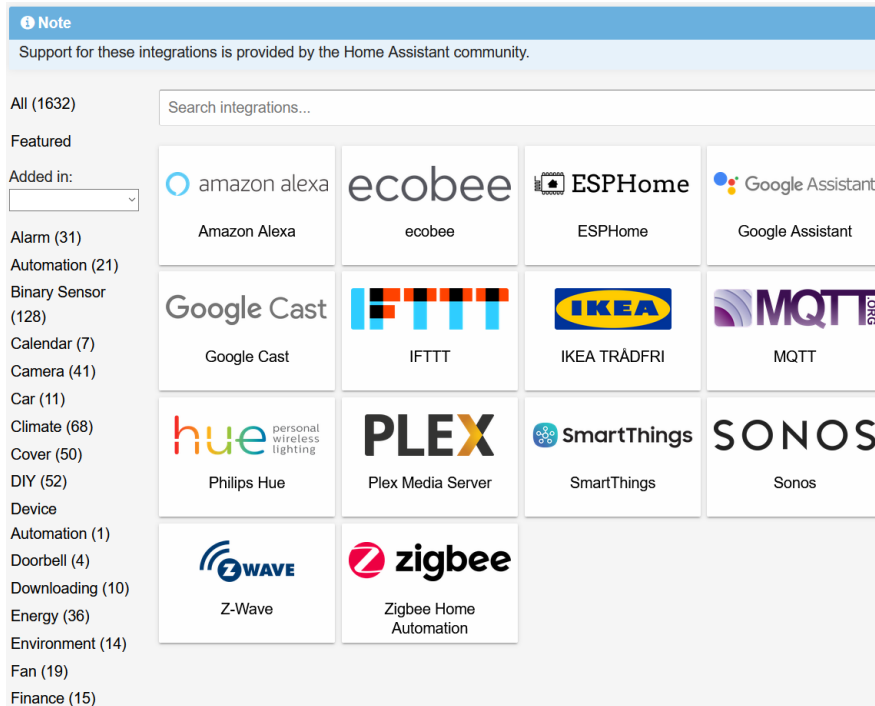 Note
Support for these integrations is provided by the Home Assistant community.
All (1632)
Search integrations...
Featured
Added in:
Alarm (31)
Automation (21)
Binary Sensor
(128)
Calendar (7)
Camera (41)
Car (11)
Climate (68)
Cover (50)
DIY (52)
Device
Automation (1)
Doorbell (4)
Downloading (10)
Energy (36)
Environment (14)
Fan (19)
Finance (15)
amazon alexa
Amazon Alexa
ecobee
ecobee
ESPHome
ESPHome
Google Assistant
Google Assistant
Google Cast
Google Cast
IFTTT
IFTTT
IKEA
IKEA TRÅDFRI
MQTT.ORG
MQTT
hue personal
wireless
lighting
Philips Hue
PLEX
Plex Media Server
SmartThings
SmartThings
SONOS
Sonos
Z WAVE
Z-Wave
zigbee
Zigbee Home
Automation